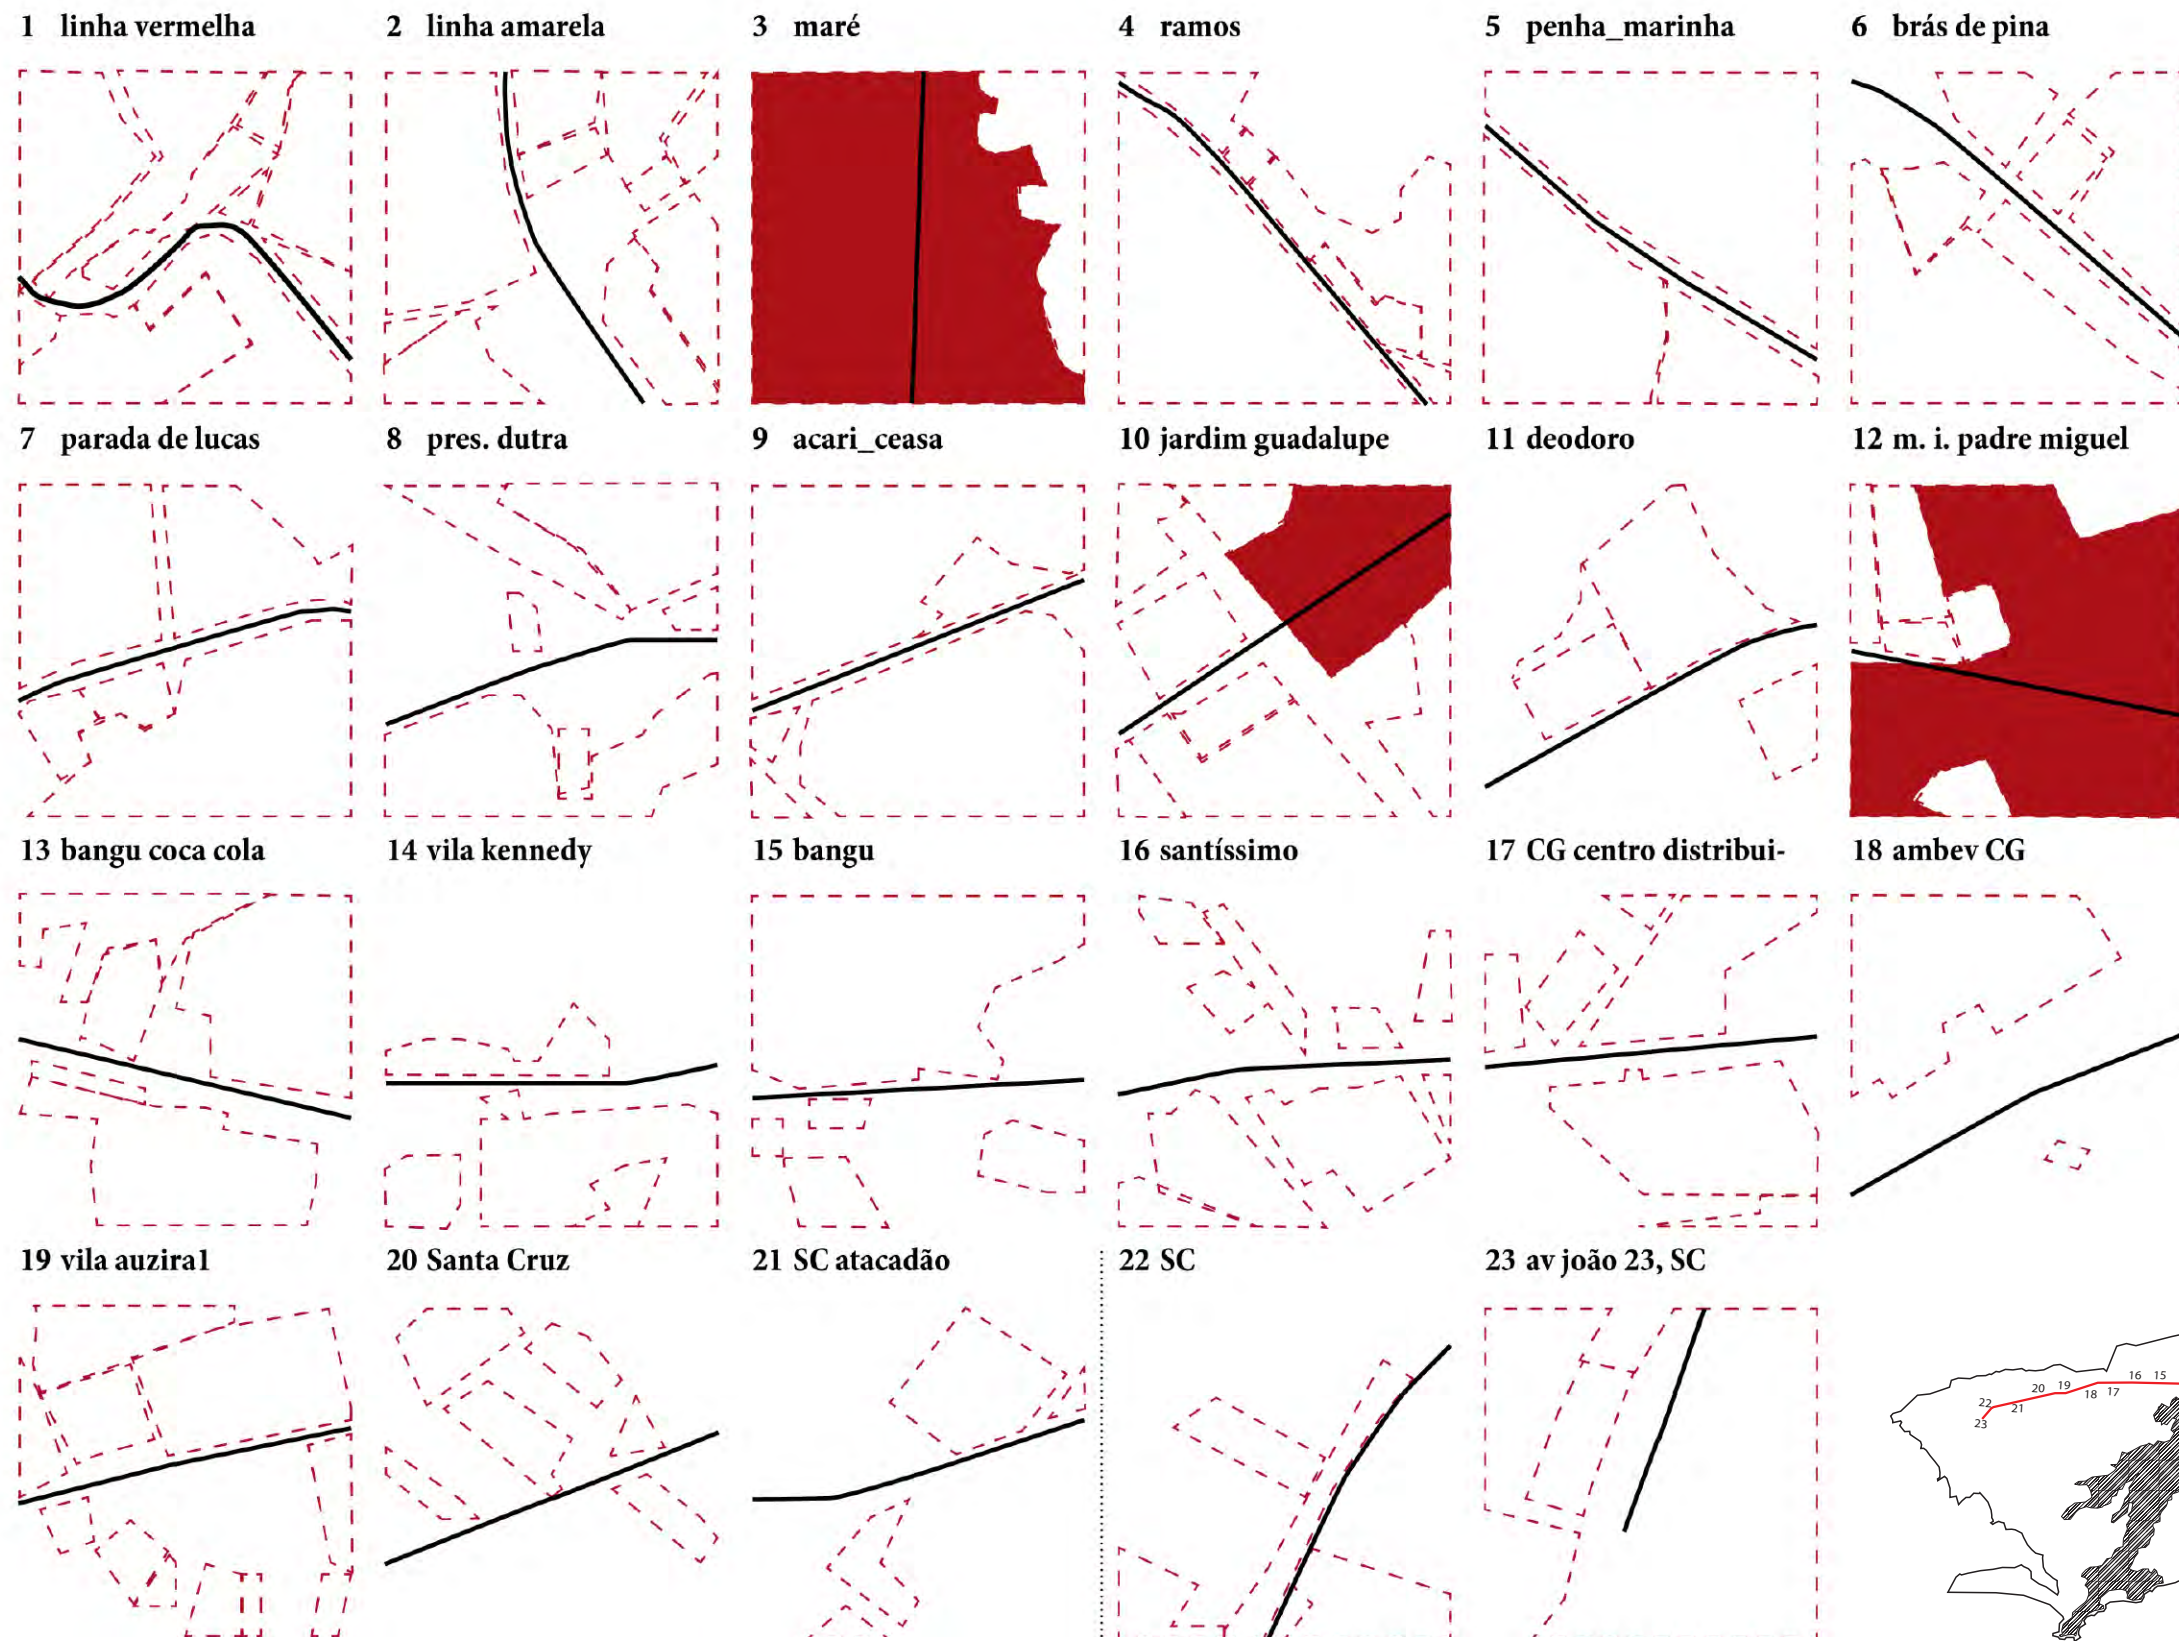 1 linha vermelha
2 linha amarela
3 maré
4 ramos
5 penha_marinha
6 brás de pina
7 parada de lucas
8 pres. dutra
9 acari_ceasa
10 jardim guadalupe
11 deodoro
12 m. i. padre miguel
13 bangu coca cola
14 vila kennedy
15 bangu
16 santíssimo
17 CG centro distribui-
18 ambev CG
19 vila auzira1
20 Santa Cruz
21 SC atacadão
22 SC
23 av joão 23, SC
16 15
20 19
18 17
22
21
23